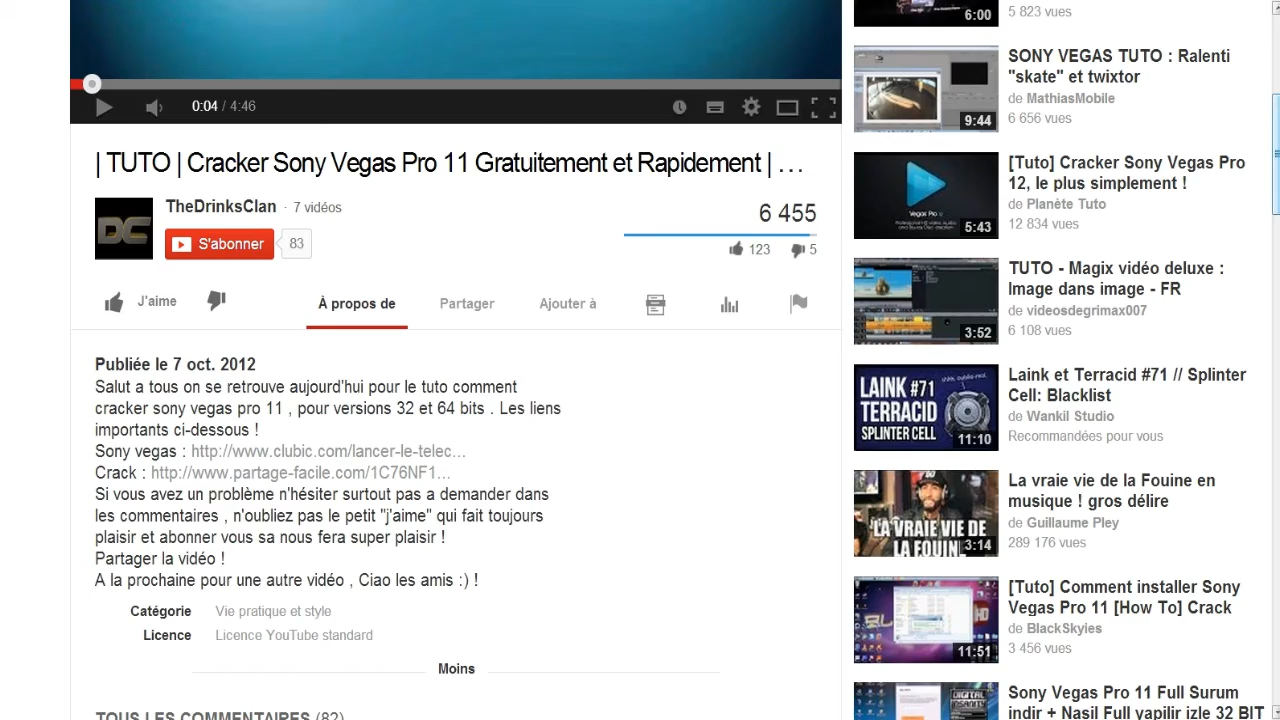 0:04 / 4:46
| TUTO | Cracker Sony Vegas Pro 11 Gratuitement et Rapidement | ...
TheDrinksClan · 7 vidéos
S'abonner 83
6 455
123 5
J'aime
À propos de Partager Ajouter à
Publiée le 7 oct. 2012
Salut a tous on se retrouve aujourd'hui pour le tuto comment
cracker sony vegas pro 11 , pour versions 32 et 64 bits . Les liens
importants ci-dessous !
Sony vegas : http://www.clubic.com/lancer-le-telec...
Crack : http://www.partage-facile.com/1C76NF1...
Si vous avez un problème n'hésiter surtout pas a demander dans
les commentaires , n'oubliez pas le petit "j'aime" qui fait toujours
plaisir et abonner vous sa nous fera super plaisir !
Partager la vidéo !
A la prochaine pour une autre vidéo , Ciao les amis :) !
Catégorie Vie pratique et style
Licence Licence YouTube standard
Moins
TOUS LES COMMENTAIRES (82)
6:00
5 823 vues
9:44
SONY VEGAS TUTO : Ralenti
"skate" et twixtor
de MathiasMobile
6 656 vues
Vegas Pro
5:43
[Tuto] Cracker Sony Vegas Pro
12, le plus simplement !
de Planète Tuto
12 834 vues
3:52
TUTO - Magix vidéo deluxe :
Image dans image - FR
de videosdegrimax007
6 108 vues
LAINK #71
TERRACID
SPLINTER CELL
11:10
Laink et Terracid #71 // Splinter
Cell: Blacklist
de Wankil Studio
Recommandées pour vous
LA VRAIE VIE DE
LA FOUINE
3:14
La vraie vie de la Fouine en
musique ! gros délire
de Guillaume Pley
289 176 vues
11:51
[Tuto] Comment installer Sony
Vegas Pro 11 [How To] Crack
de BlackSkyies
3 456 vues
DIGITAL
INSANITY
Sony Vegas Pro 11 Full Surum
indir + Nasil Full yapilir izle 32 BIT